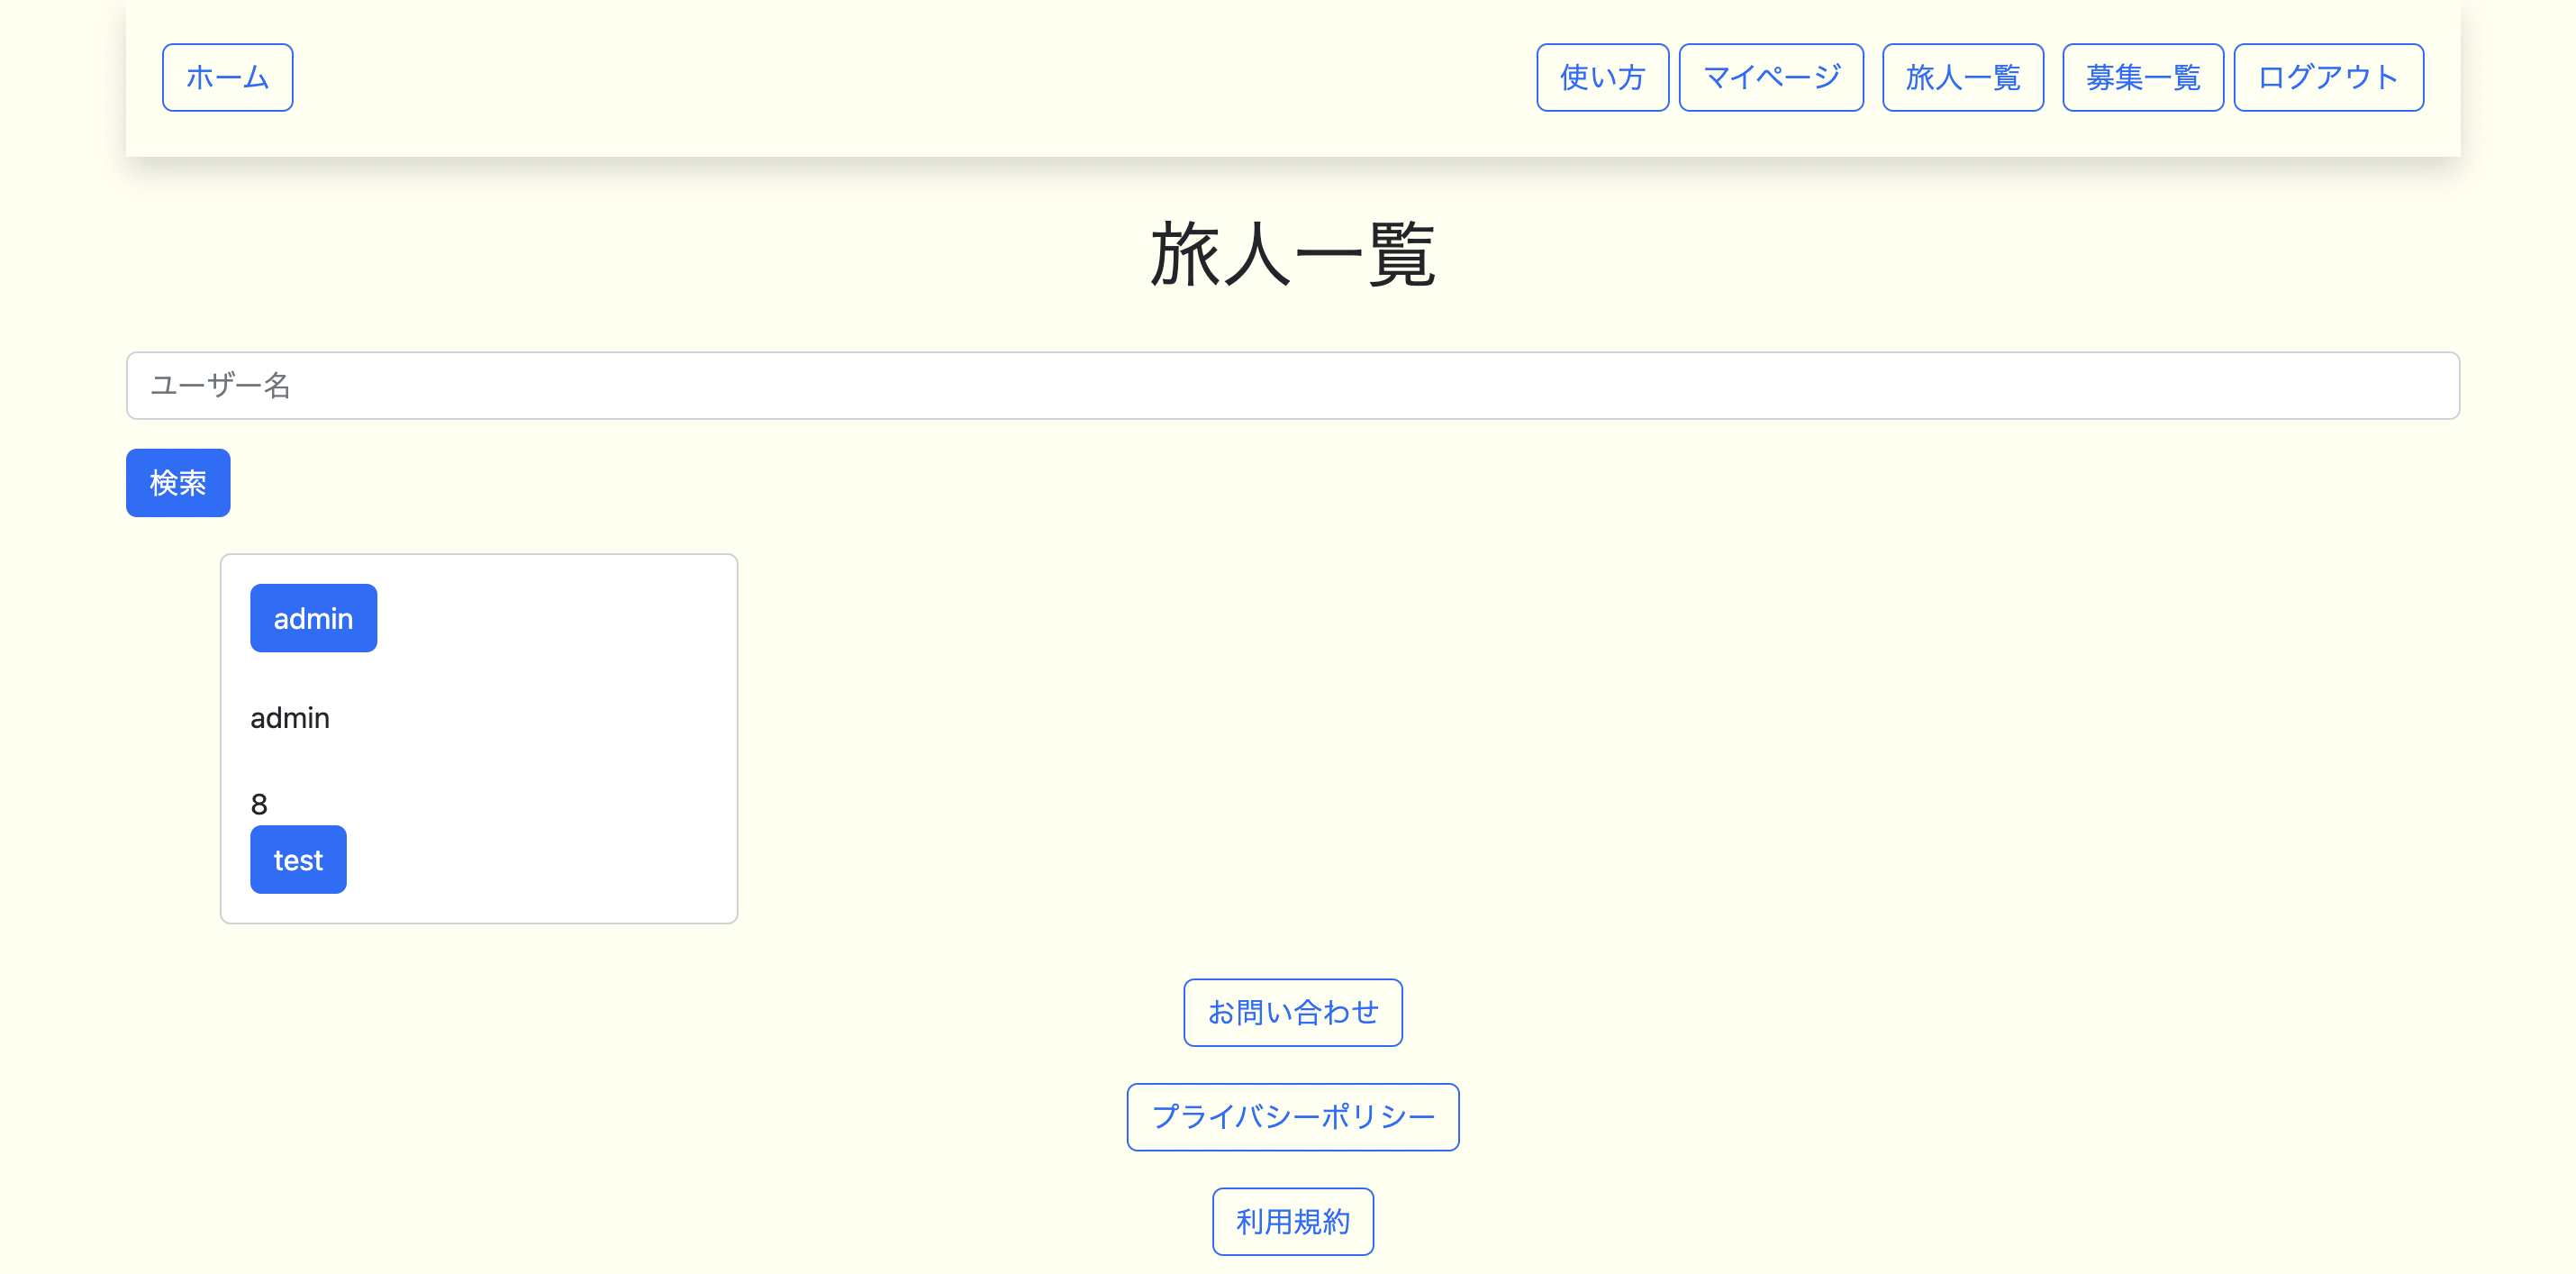 ホーム 使い方 マイページ 旅人一覧 募集一覧 ログアウト
旅人一覧
ユーザー名
検索
admin
admin
8
test
お問い合わせ
プライバシーポリシー
利用規約